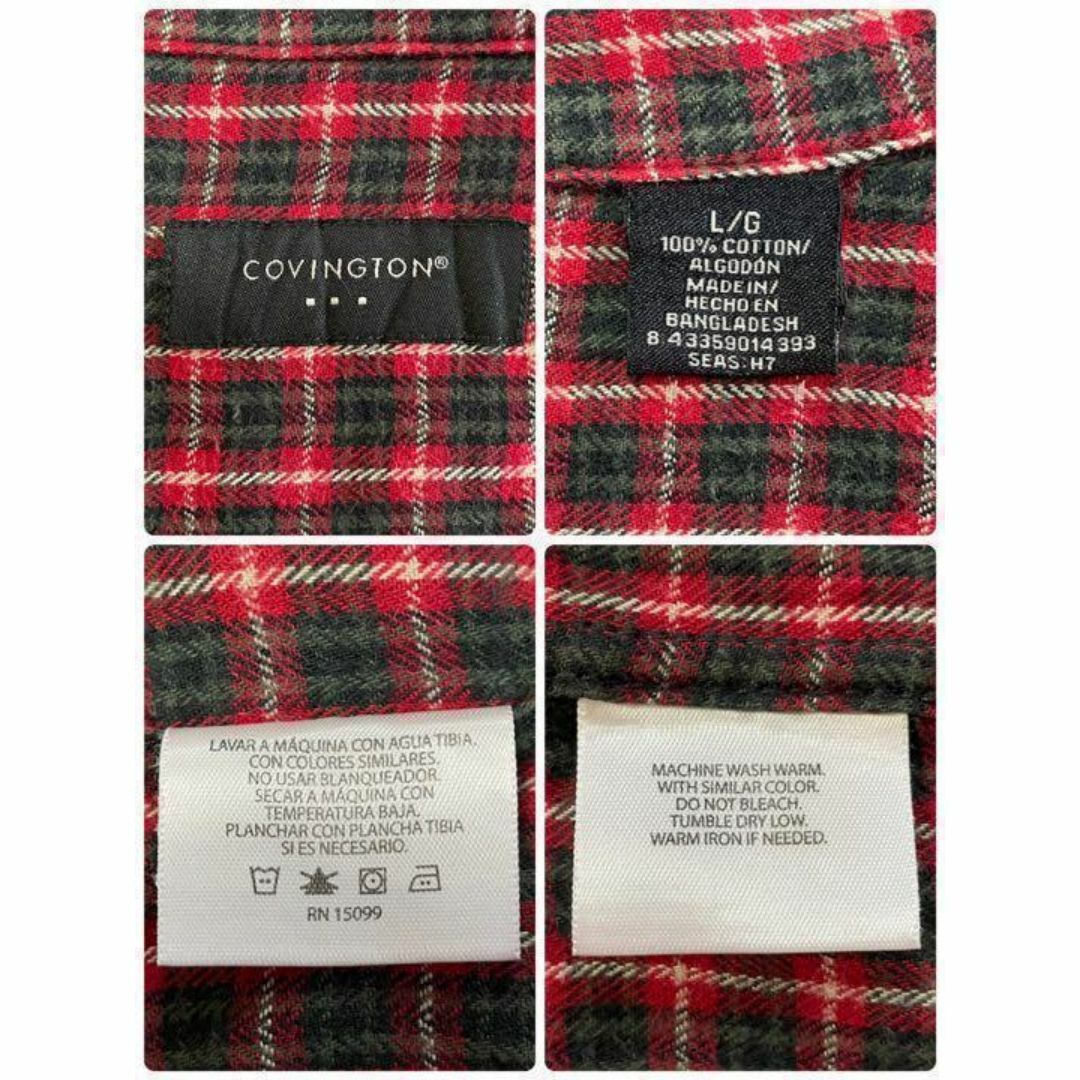 COVINGTON®
L/G
100% COTTON/
ALGODÓN
MADE IN/
HECHO EN
BANGLADESH
8 43359014393
SEAS: H7
LAVAR A MÁQUINA CON AGUA TIBIA.
CON COLORES SIMILARES.
NO USAR BLANQUEADOR.
SECAR A MÁQUINA CON
TEMPERATURA BAJA.
PLANCHAR CON PLANCHA TIBIA
SI ES NECESARIO.
RN 15099
MACHINE WASH WARM.
WITH SIMILAR COLOR.
DO NOT BLEACH.
TUMBLE DRY LOW.
WARM IRON IF NEEDED.